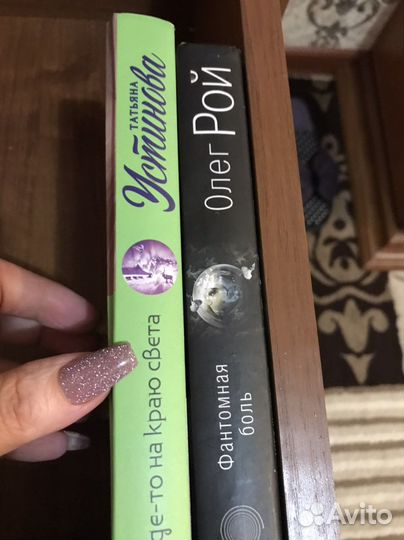 ТАТЬЯНА
Устинова
де-то на краю света
Олег Рой
Фантомная
боль
Avito